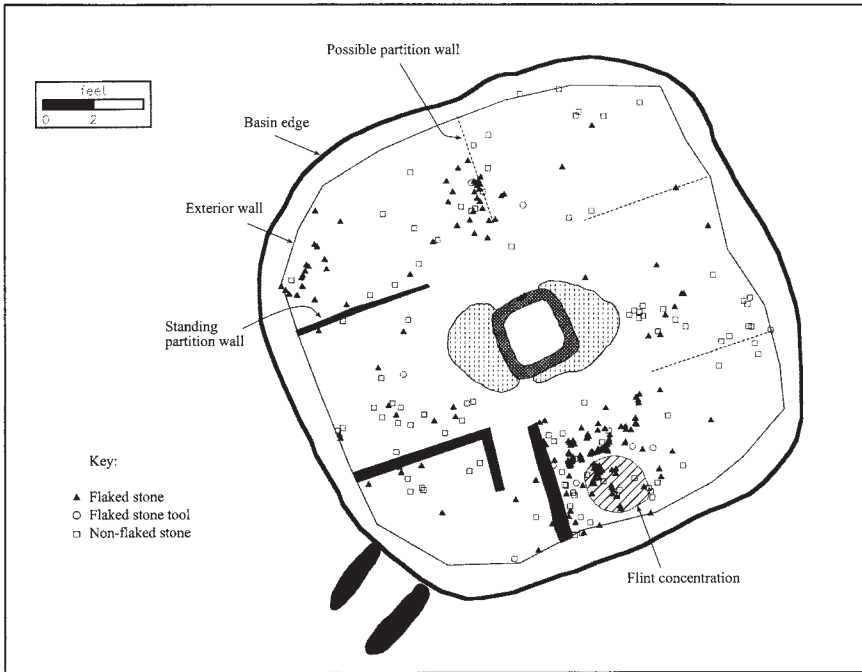 Possible partition wall
feet
0 2
Basin edge
Exterior wall
Standing
partition wall
Key:
Flaked stone
Flaked stone tool
Non-flaked stone
Flint concentration